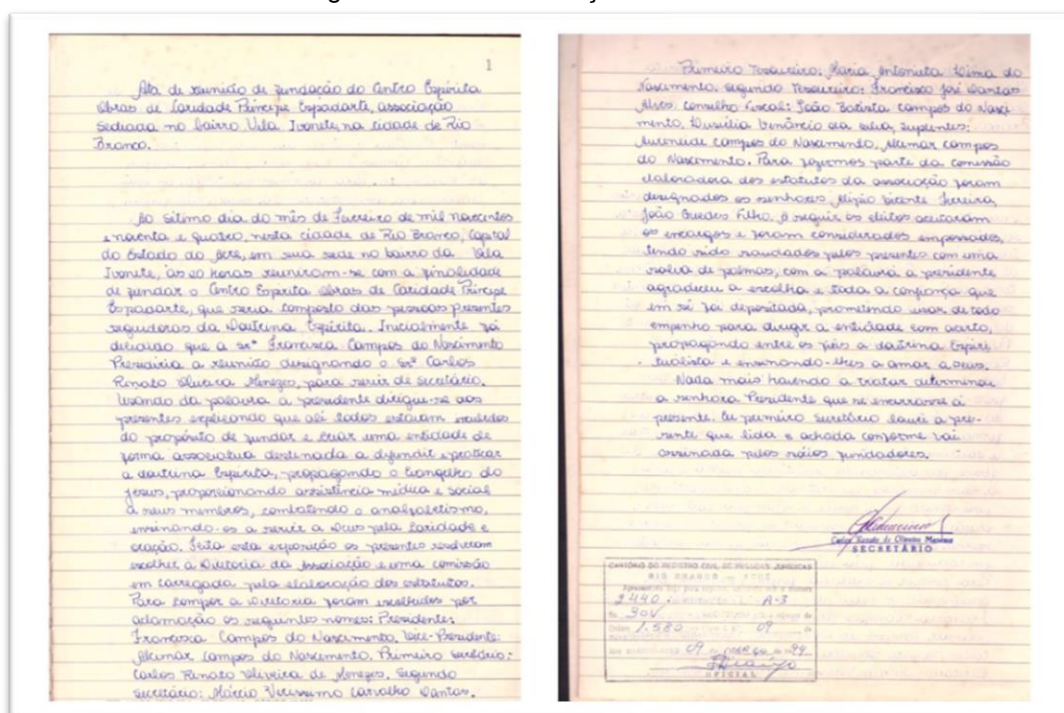 1
Ata de reunião de fundação do Centro Espírita
Obras de Caridade Príncipe Espadarte, associação
sediada no bairro Vila Ivonete, na cidade de Rio
Branco.
Ao sétimo dia do mês de Fevereiro de mil novecentos
e noventa e quatro, nesta cidade de Rio Branco, Capital
do Estado do Acre, em sua sede no bairro da Vila
Ivonete, às 20 horas reuniram-se com a finalidade
de fundar o Centro Espírita Obras de Caridade Príncipe
Espadarte, que seria composto das pessoas presentes
seguidoras da Doutrina Espírita. Inicialmente foi
decidido que a srª Francisca Campos do Nascimento
Presidiria a reunião designando o Srº Carlos
Renato Menezes, para servir de secretário.
Usando da palavra a presidente dirigiu-se aos
presentes explicando que ali todos estavam
do propósito de fundar e criar uma entidade de
forma associativa destinada a difundir e praticar
a doutrina Espírita, propagando o Evangelho do
Jesus, proporcionando assistência médica e social
a seus membros, combatendo o analfabetismo,
ensinando-os a servir a Deus pela caridade e
oração. Feita esta exposição os presentes resolveram
escolher a Diretoria da Associação e uma comissão
em carregada pela elaboração dos estatutos.
Para compor a Diretoria foram escolhidos por
aclamação os seguintes nomes: Presidente:
Francisca Campos do Nascimento. Vice-Presidente:
Alcimar Campos do Nascimento. Primeiro secretário:
Carlos Renato Oliveira de Menezes. Segundo
secretário: Márcio Verissimo Carvalho Dantas.
Primeiro Tesoureiro: Maria Antonieta Lima do
Nascimento. segundo Tesoureiro: Francisco José Dantas
Alves. conselho Fiscal: João Batista campos do Nasci
mento, Venâncio da silva, suplentes:
campos do Nascimento, Alcimar campos
do Nascimento. Para fazermos parte da comissão
elaboradora dos estatutos da associação foram
designados os senhores Vicente Ferreira,
João Guedes Filho. A seguir os eleitos aceitaram
os encargos e foram considerados empossados,
tendo sido saudados pelos presentes com uma
salva de palmas, com a palavra a presidente
agradeceu a escolha e toda a confiança que
em sé foi depositada, prometendo usar de todo
empenho para dirigir a entidade com acerto,
propagando entre os fiéis a doutrina Espiri
tualista e ensinando-lhes a amar a Deus.
Nada mais havendo a tratar determinou
a senhora Presidente que se encerrasse a
presente. Eu primeiro secretário lavrei a pre-
sente que lida e achada conforme vai
assinada pelos sócios fundadores.
Carlos Renato de Oliveira Menezes
SECRETÁRIO
CARTÓRIO DO REGISTRO CIVIL DE PESSOAS JURÍDICAS
RIO BRANCO — ACRE
2490 A-3
30V
1.580 09
09 de março de 1994
OFICIAL